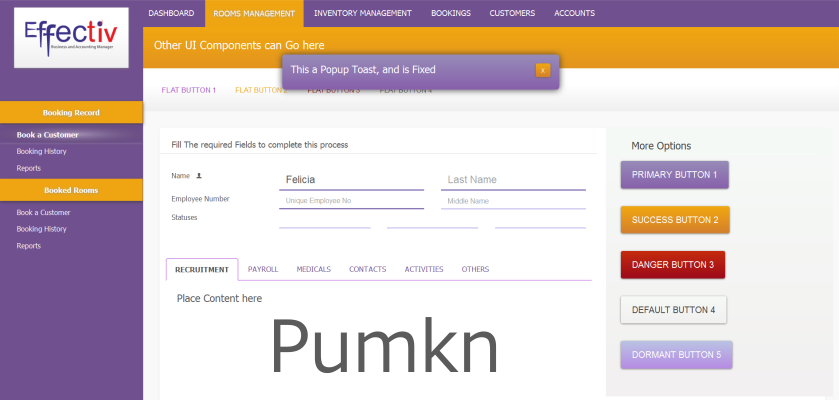 Effectiv
Business and Accounting Manager
DASHBOARD ROOMS MANAGEMENT INVENTORY MANAGEMENT BOOKINGS CUSTOMERS ACCOUNTS
Other UI Components can Go here
This a Popup Toast, and is Fixed x
FLAT BUTTON 1 FLAT BUTTON 2 FLAT BUTTON 3 FLAT BUTTON 4
Booking Record
Book a Customer
Booking History
Reports
Booked Rooms
Book a Customer
Booking History
Reports
Fill The required Fields to complete this process
Name Felicia Last Name
Employee Number Unique Employee No Middle Name
Statuses
RECRUITMENT PAYROLL MEDICALS CONTACTS ACTIVITIES OTHERS
Place Content here
Pumkn
More Options
PRIMARY BUTTON 1
SUCCESS BUTTON 2
DANGER BUTTON 3
DEFAULT BUTTON 4
DORMANT BUTTON 5